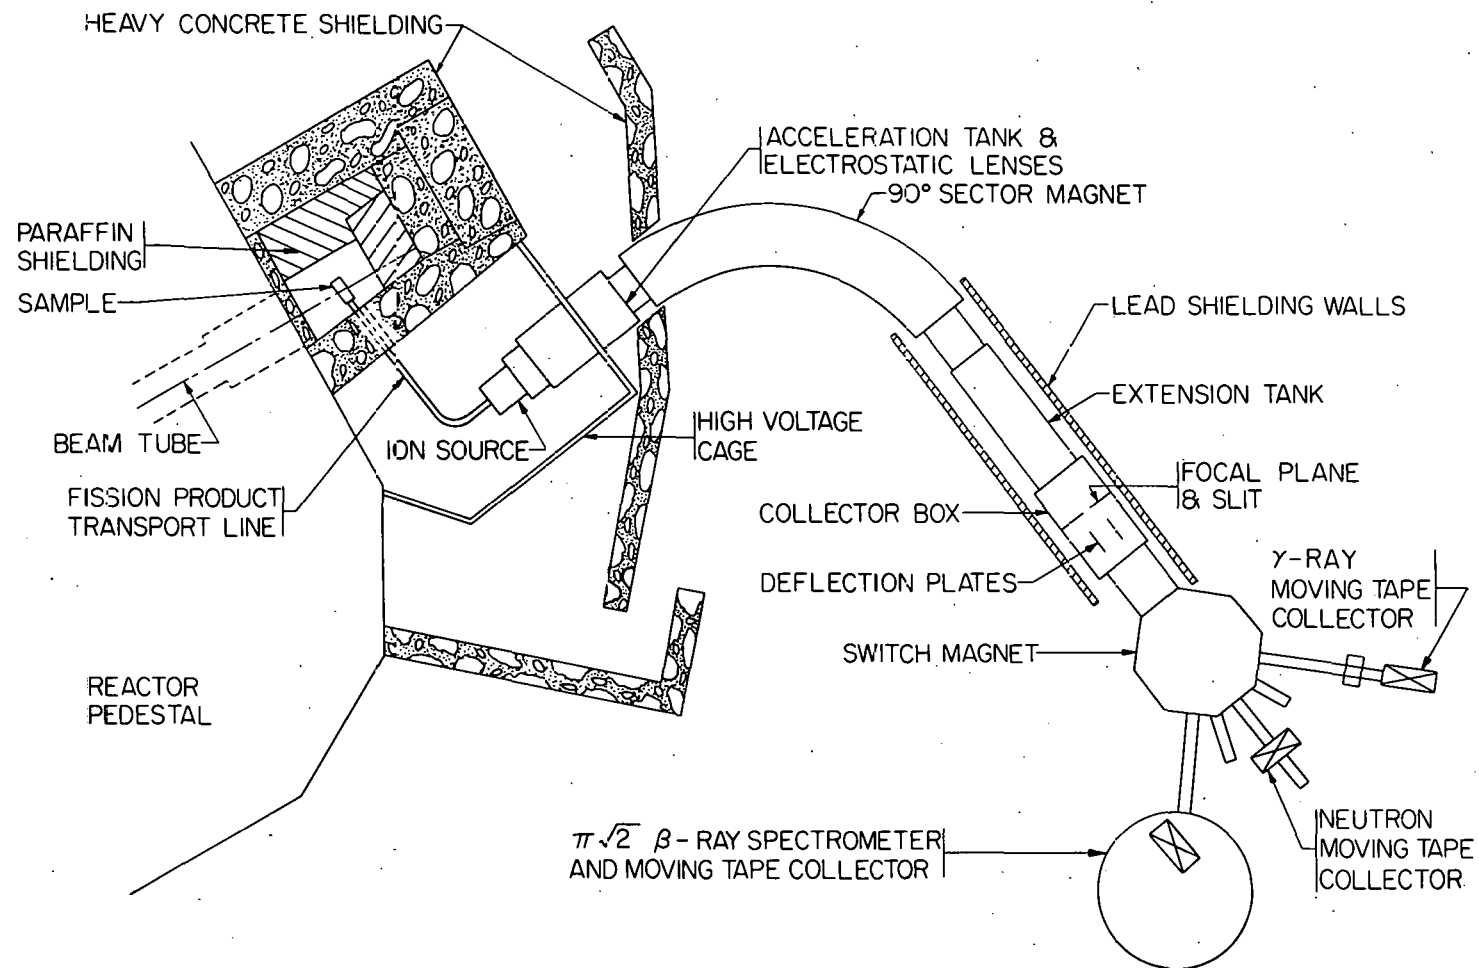 HEAVY CONCRETE SHIELDING
ACCELERATION TANK &
ELECTROSTATIC LENSES
90° SECTOR MAGNET
PARAFFIN
SHIELDING
SAMPLE
LEAD SHIELDING WALLS
EXTENSION TANK
BEAM TUBE
ION SOURCE
HIGH VOLTAGE
CAGE
FISSION PRODUCT
TRANSPORT LINE
FOCAL PLANE
& SLIT
COLLECTOR BOX
DEFLECTION PLATES
γ-RAY
MOVING TAPE
COLLECTOR
SWITCH MAGNET
REACTOR
PEDESTAL
π√2 β-RAY SPECTROMETER
AND MOVING TAPE COLLECTOR
NEUTRON
MOVING TAPE
COLLECTOR